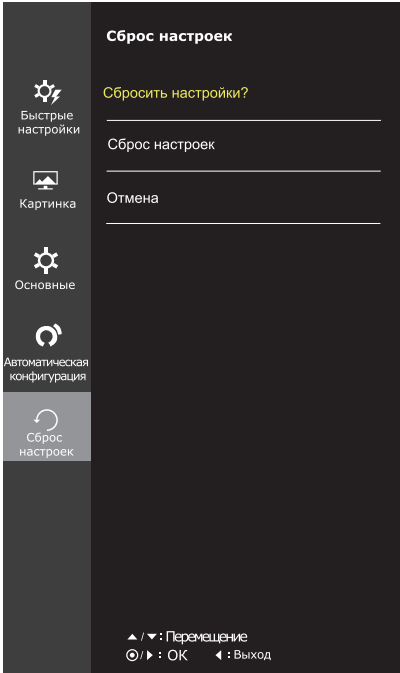 Сброс настроек
Сбросить настройки?
Сброс настроек
Отмена
Быстрые
настройки
Картинка
Основные
Автоматическая
конфигурация
Сброс
настроек
▲/▼: Перемещение
◉/▶ : OK ◀ : Выход